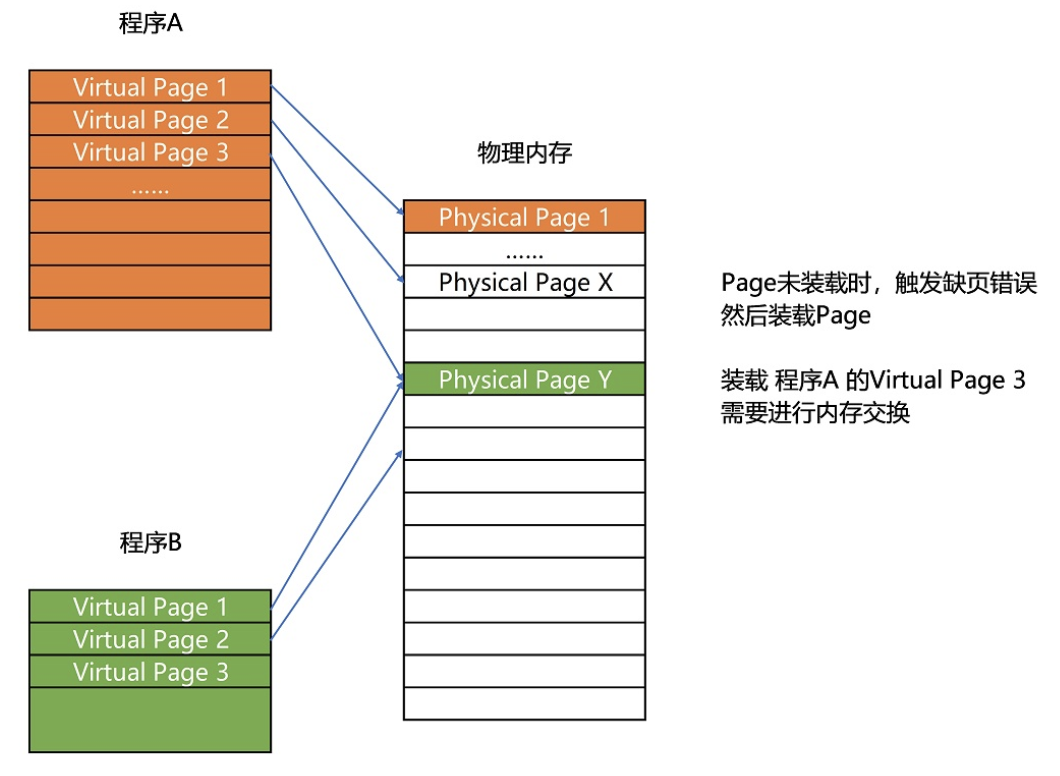 程序A
Virtual Page 1
Virtual Page 2
Virtual Page 3
……
物理内存
Physical Page 1
……
Physical Page X
Physical Page Y
Page未装载时，触发缺页错误
然后装载Page
装载 程序A 的Virtual Page 3
需要进行内存交换
程序B
Virtual Page 1
Virtual Page 2
Virtual Page 3